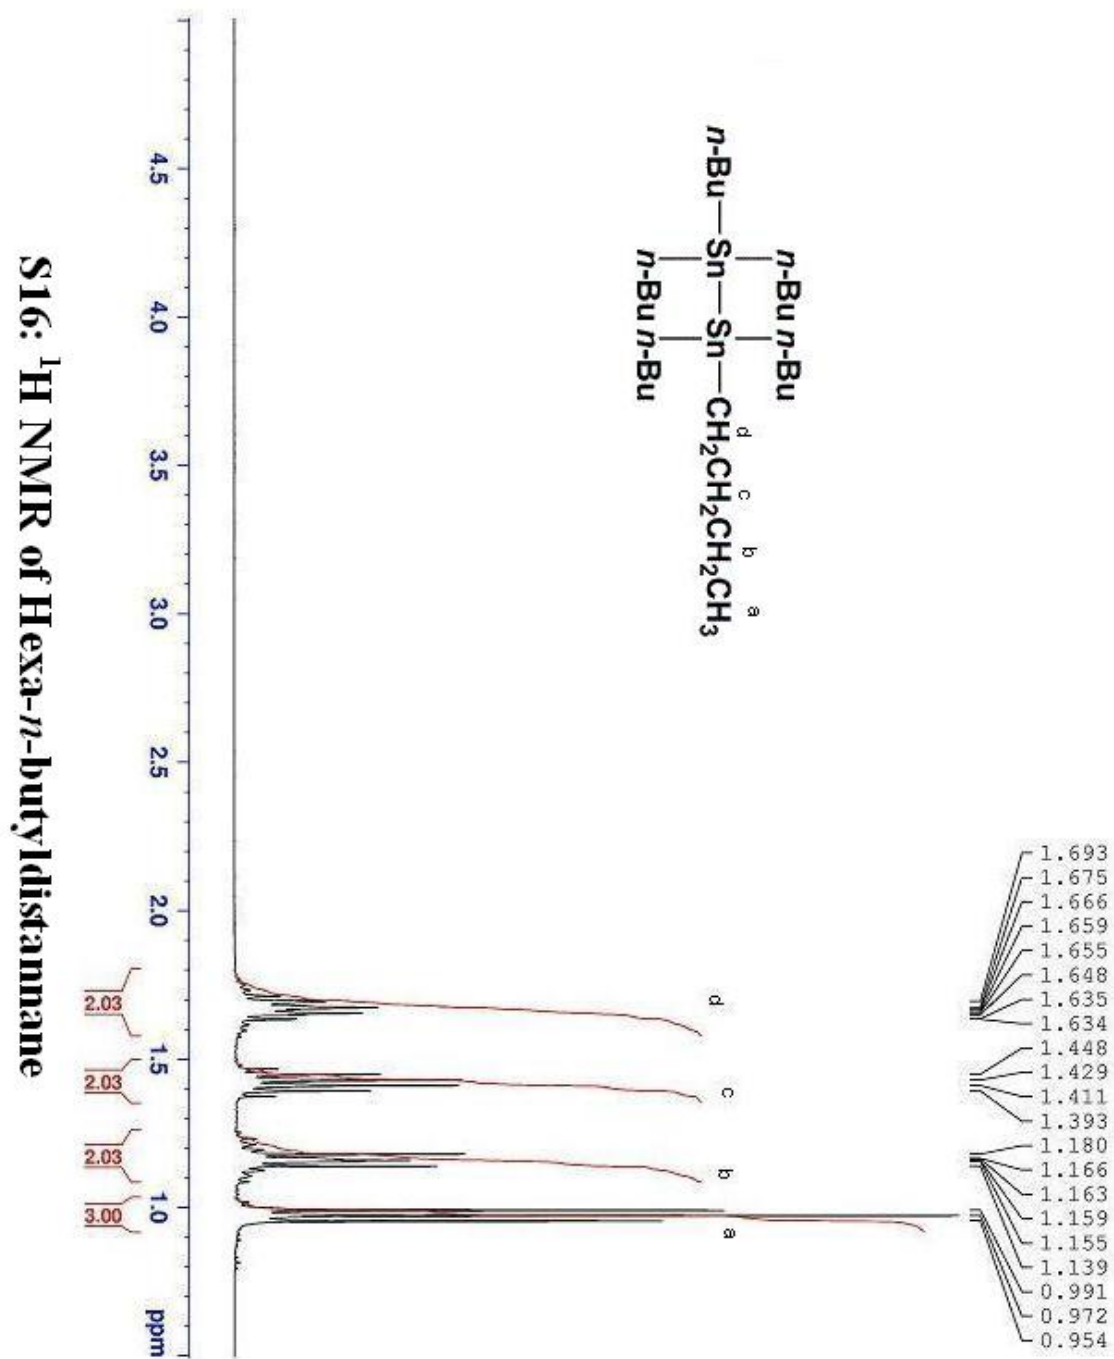 n-Bu n-Bu
n-Bu—Sn—Sn—CH₂CH₂CH₂CH₃
n-Bu n-Bu
d
c
b
a
1.693
1.675
1.666
1.659
1.655
1.648
1.635
1.634
1.448
1.429
1.411
1.393
1.180
1.166
1.163
1.159
1.155
1.139
0.991
0.972
0.954
d
c
b
a
4.5 4.0 3.5 3.0 2.5 2.0 1.5 1.0 ppm
2.03
2.03
2.03
3.00
S16: ¹H NMR of Hexa-n-butyldistannane